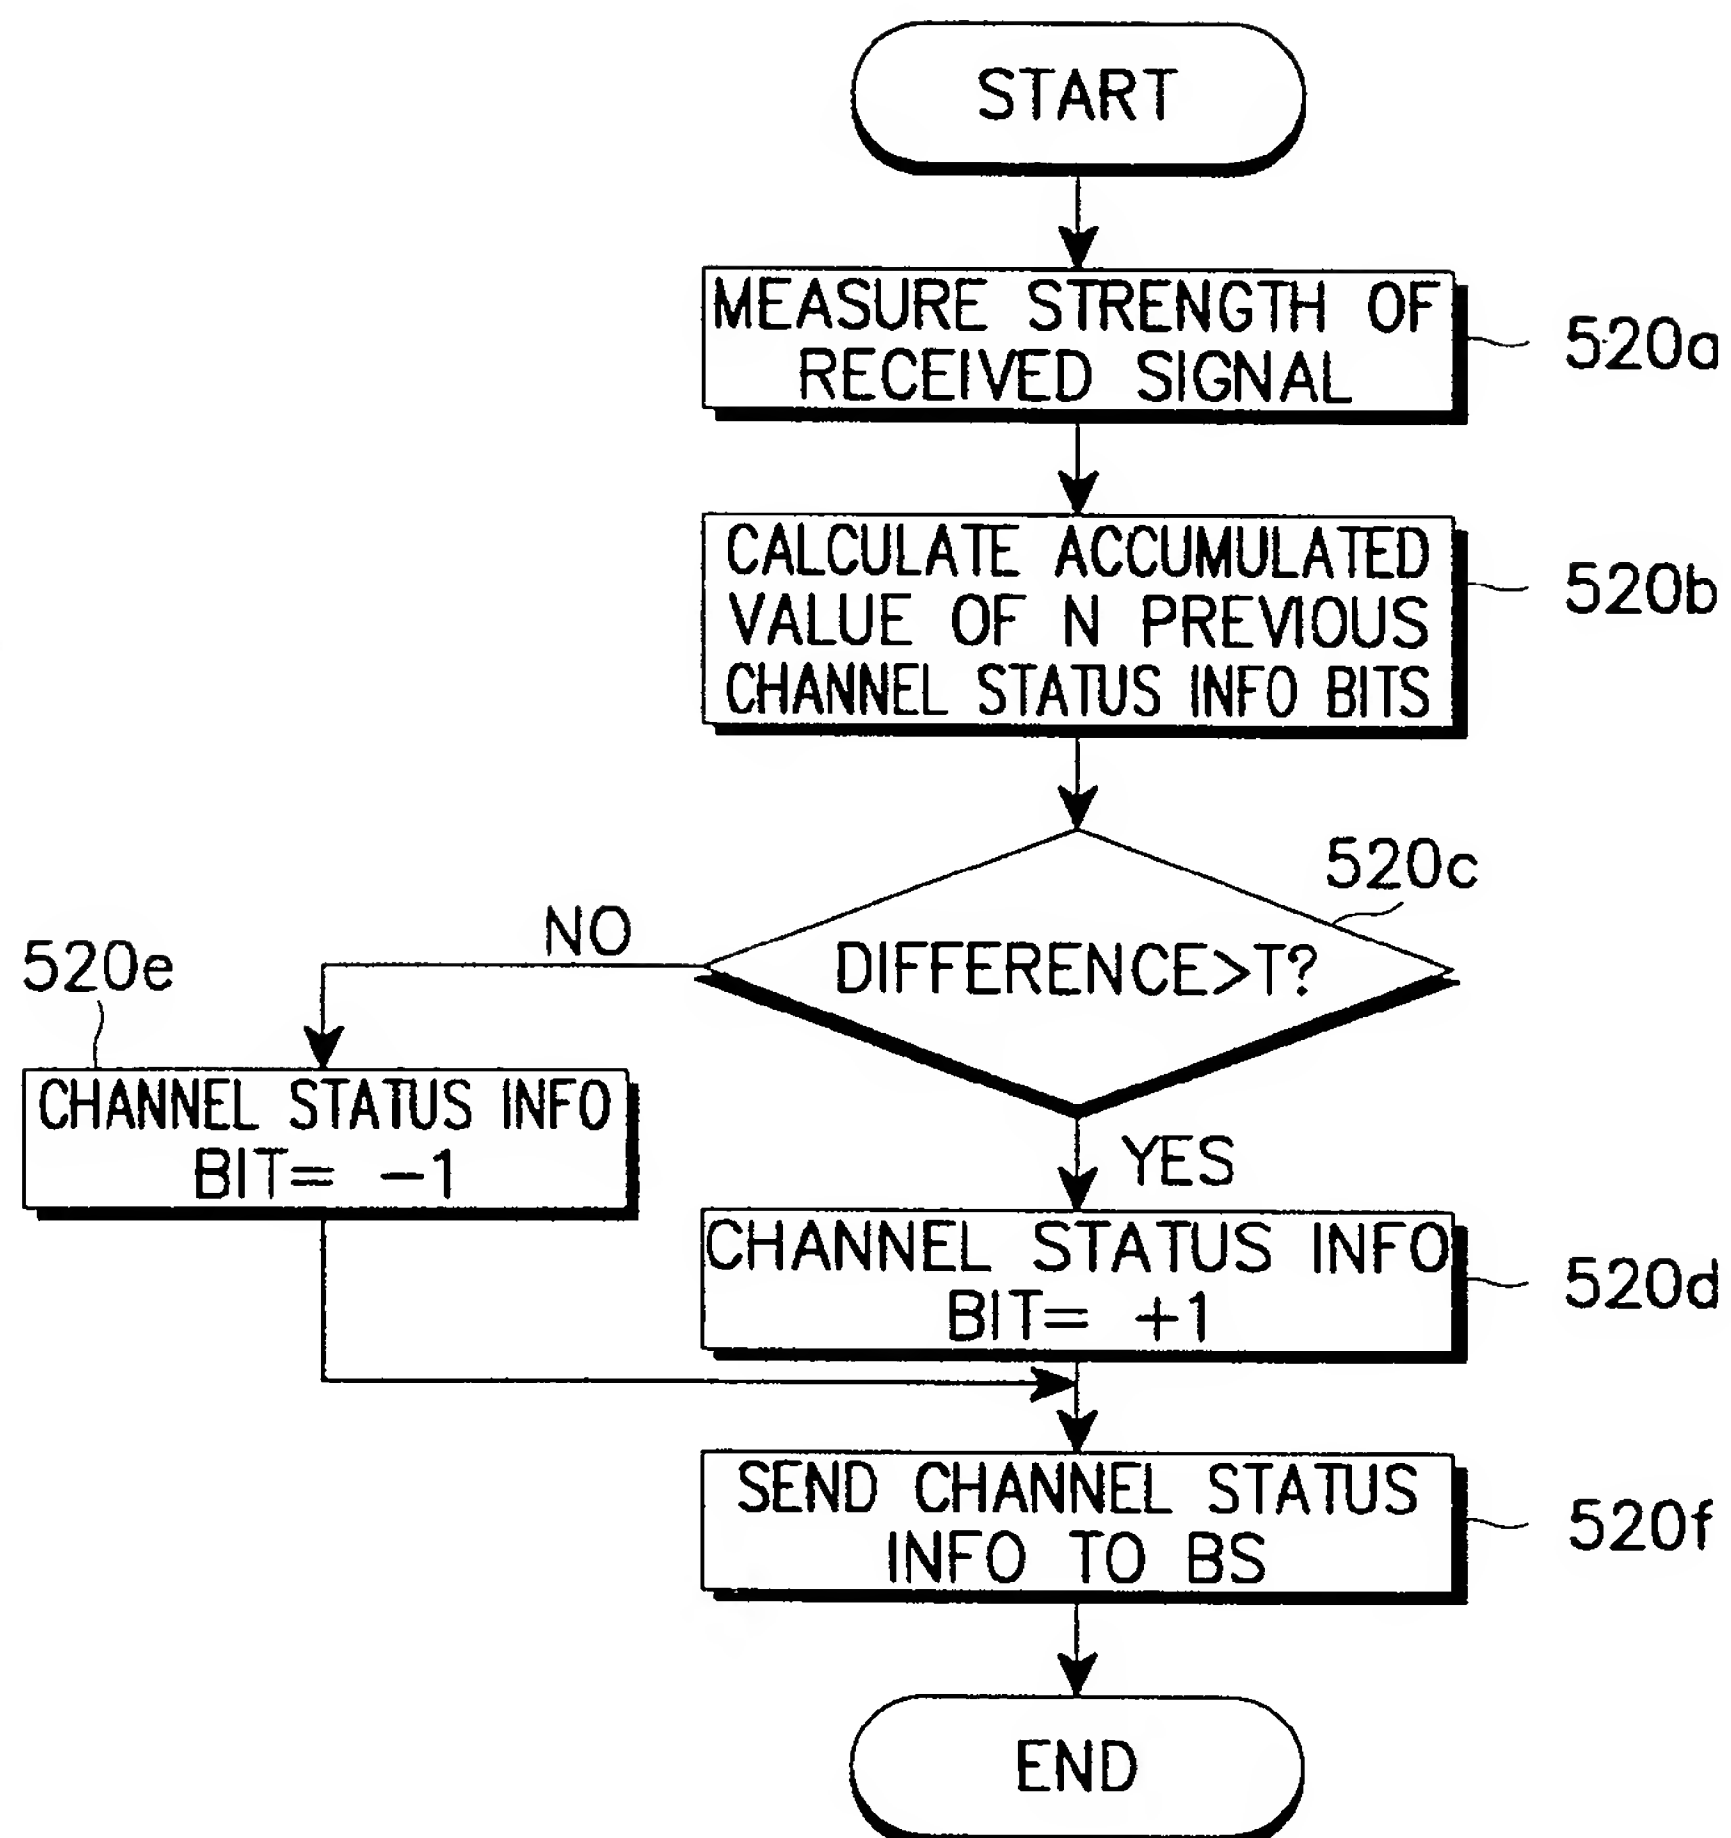 START
MEASURE STRENGTH OF
RECEIVED SIGNAL
520a
CALCULATE ACCUMULATED
VALUE OF N PREVIOUS
CHANNEL STATUS INFO BITS
520b
520c
DIFFERENCE>T?
NO
520e
CHANNEL STATUS INFO
BIT= -1
YES
CHANNEL STATUS INFO
BIT= +1
520d
SEND CHANNEL STATUS
INFO TO BS
520f
END